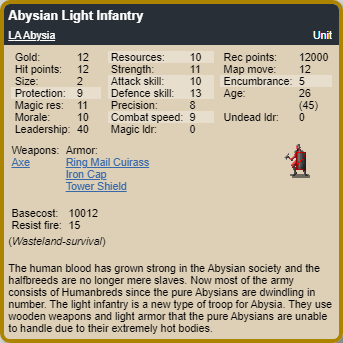 Abysian Light Infantry
LA Abysia Unit
Gold: 12 Resources: 10 Rec points: 12000
Hit points: 12 Strength: 11 Map move: 12
Size: 2 Attack skill: 10 Encumbrance: 5
Protection: 9 Defence skill: 13 Age: 26
Magic res: 11 Precision: 8 (45)
Morale: 10 Combat speed: 9 Undead ldr: 0
Leadership: 40 Magic ldr: 0
Weapons: Armor:
Axe Ring Mail Cuirass
Iron Cap
Tower Shield
Basecost: 10012
Resist fire: 15
(Wasteland-survival)
The human blood has grown strong in the Abysian society and the
halfbreeds are no longer mere slaves. Now most of the army
consists of Humanbreds since the pure Abysians are dwindling in
number. The light infantry is a new type of troop for Abysia. They use
wooden weapons and light armor that the pure Abysians are unable
to handle due to their extremely hot bodies.